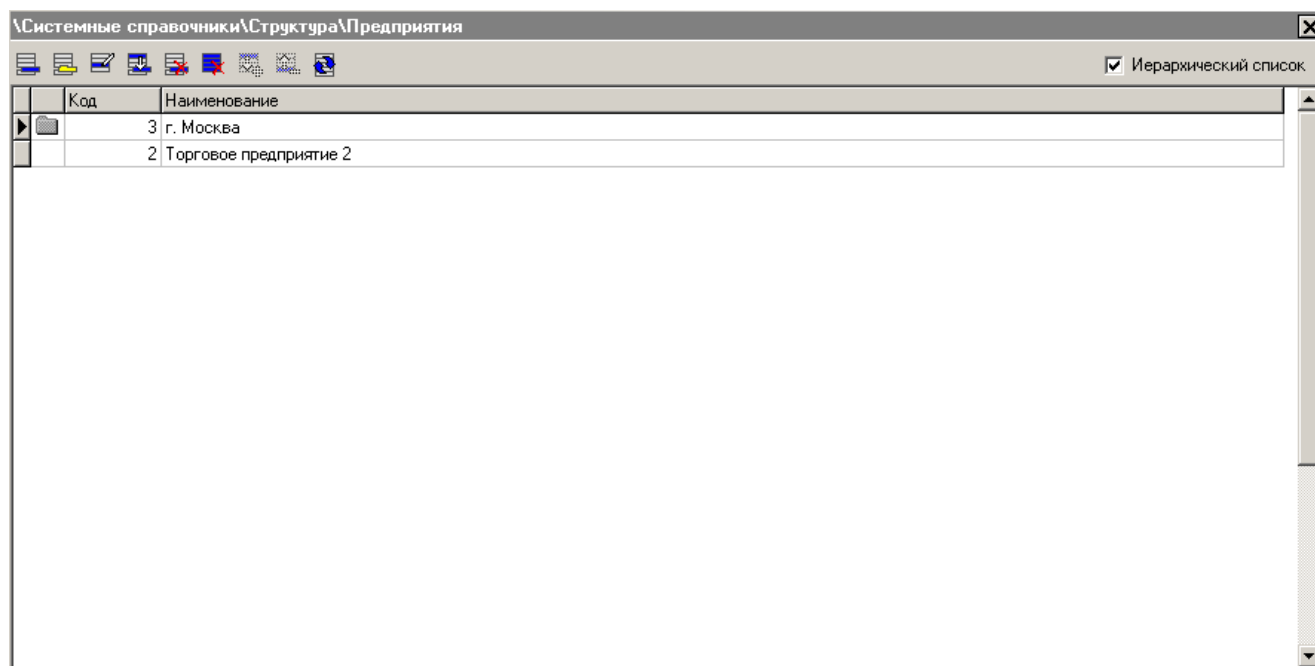 \Системные справочники\Структура\Предприятия
Иерархический список
Код Наименование
3 г. Москва
2 Торговое предприятие 2